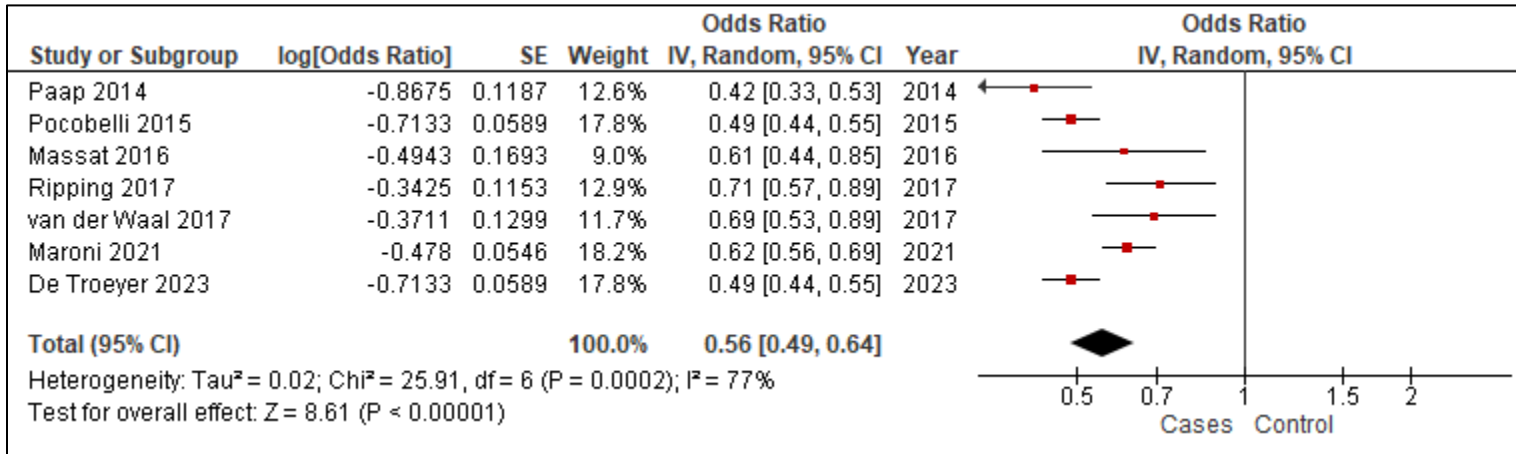 Odds Ratio Odds Ratio
Study or Subgroup log[Odds Ratio] SE Weight IV, Random, 95% CI Year IV, Random, 95% CI
Paap 2014 -0.8675 0.1187 12.6% 0.42 [0.33, 0.53] 2014
Pocobelli 2015 -0.7133 0.0589 17.8% 0.49 [0.44, 0.55] 2015
Massat 2016 -0.4943 0.1693 9.0% 0.61 [0.44, 0.85] 2016
Ripping 2017 -0.3425 0.1153 12.9% 0.71 [0.57, 0.89] 2017
van der Waal 2017 -0.3711 0.1299 11.7% 0.69 [0.53, 0.89] 2017
Maroni 2021 -0.478 0.0546 18.2% 0.62 [0.56, 0.69] 2021
De Troeyer 2023 -0.7133 0.0589 17.8% 0.49 [0.44, 0.55] 2023
Total (95% CI) 100.0% 0.56 [0.49, 0.64]
Heterogeneity: Tau² = 0.02; Chi² = 25.91, df = 6 (P = 0.0002); I² = 77%
Test for overall effect: Z = 8.61 (P < 0.00001)
0.5 0.7 1 1.5 2
Cases Control